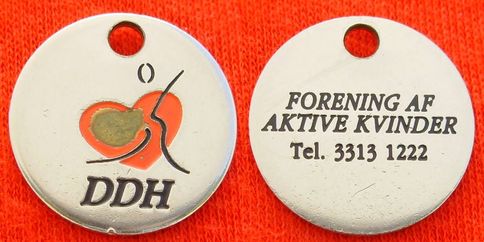 DDH
FORENING AF
AKTIVE KVINDER
Tel. 3313 1222